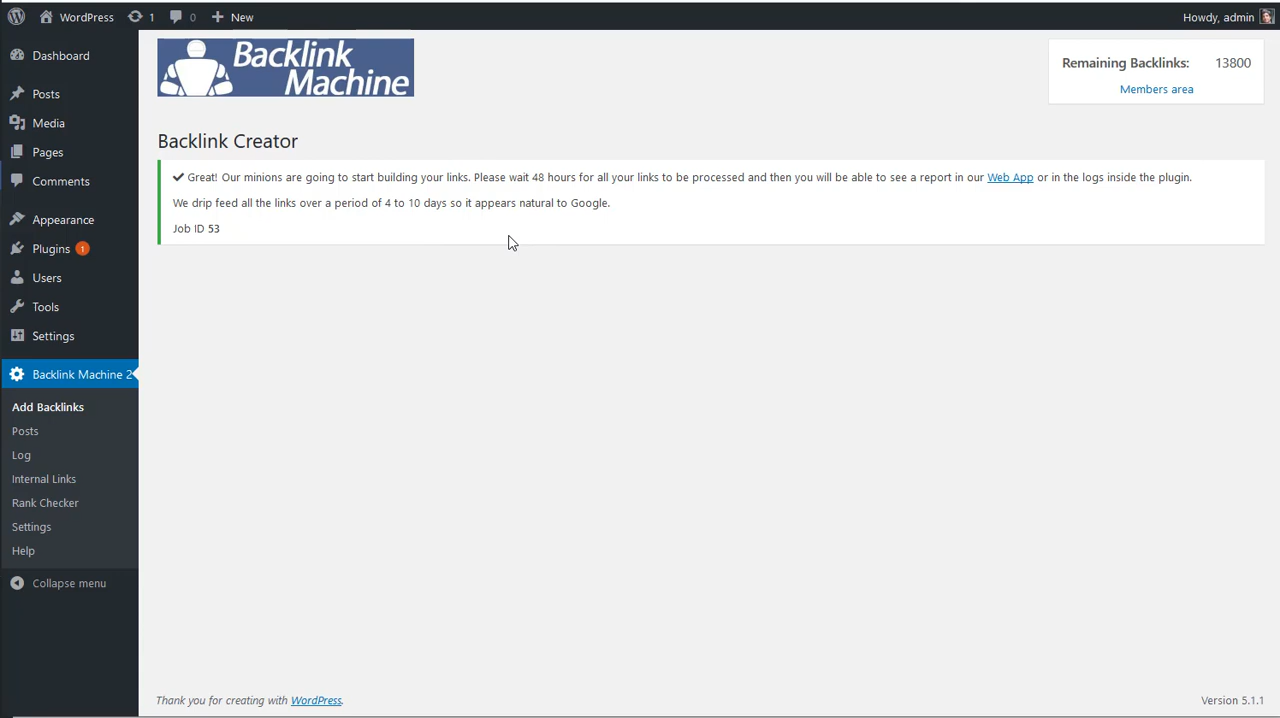 WordPress 1 0 New Howdy, admin
Dashboard
Posts
Media
Pages
Comments
Appearance
Plugins 1
Users
Tools
Settings
Backlink Machine 2
Add Backlinks
Posts
Log
Internal Links
Rank Checker
Settings
Help
Collapse menu
Backlink
Machine
Remaining Backlinks: 13800
Members area
Backlink Creator
Great! Our minions are going to start building your links. Please wait 48 hours for all your links to be processed and then you will be able to see a report in our Web App or in the logs inside the plugin.
We drip feed all the links over a period of 4 to 10 days so it appears natural to Google.
Job ID 53
Thank you for creating with WordPress.
Version 5.1.1